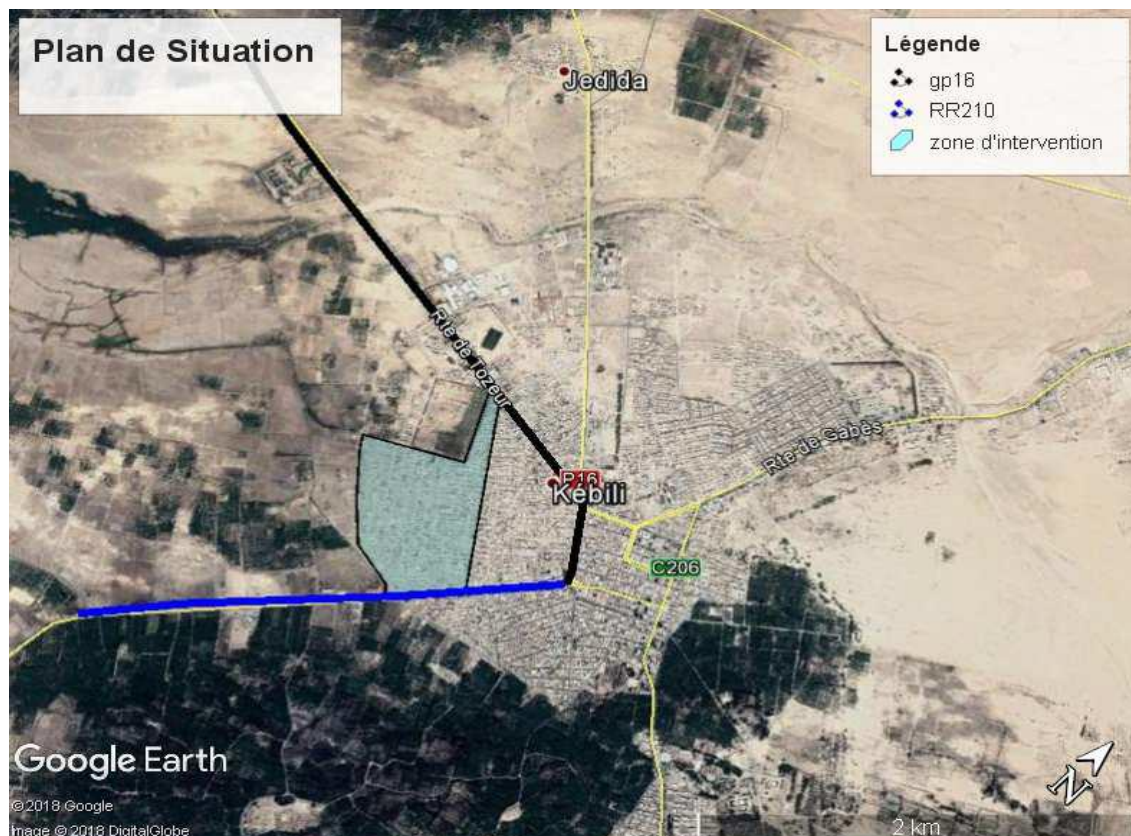 Plan de Situation
Légende
gp16
RR210
zone d'intervention
Jedida
Rte de Tozeur
Rte de Gabès
P16
Kebili
C206
Google Earth
N
©2018 Google
Image © 2018 DigitalGlobe
2 km